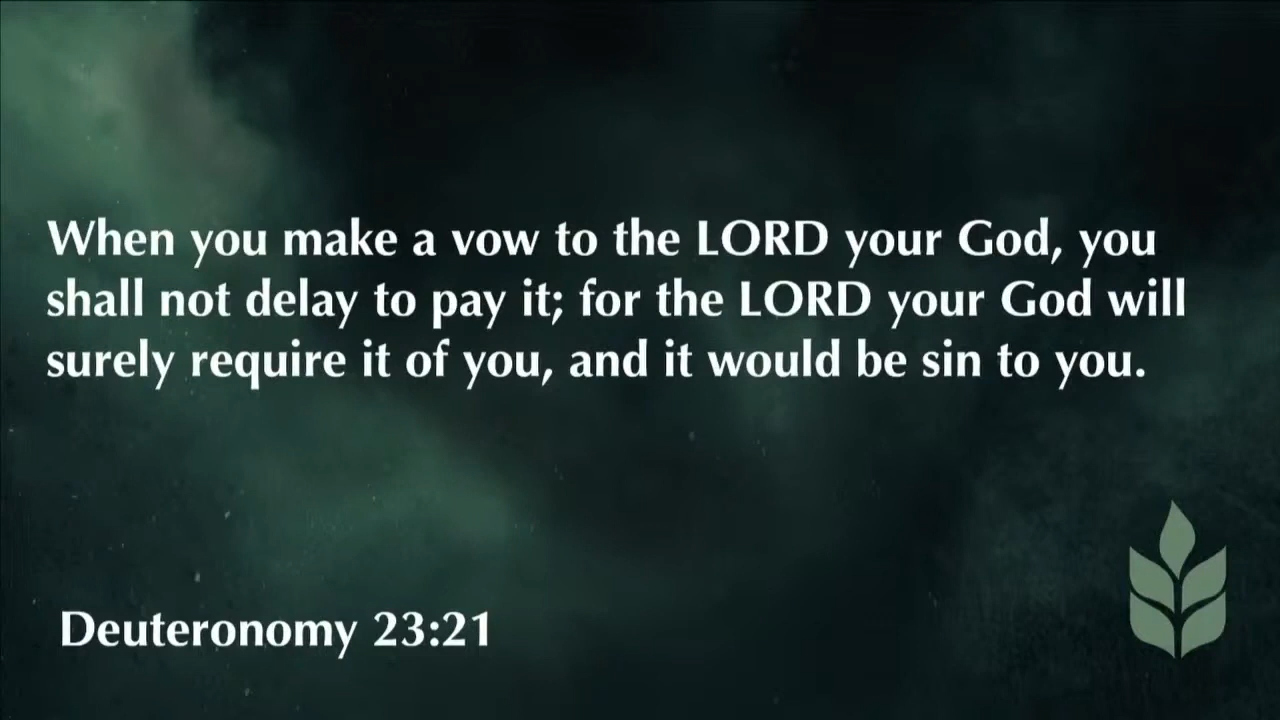 When you make a vow to the LORD your God, you
shall not delay to pay it; for the LORD your God will
surely require it of you, and it would be sin to you.
Deuteronomy 23:21